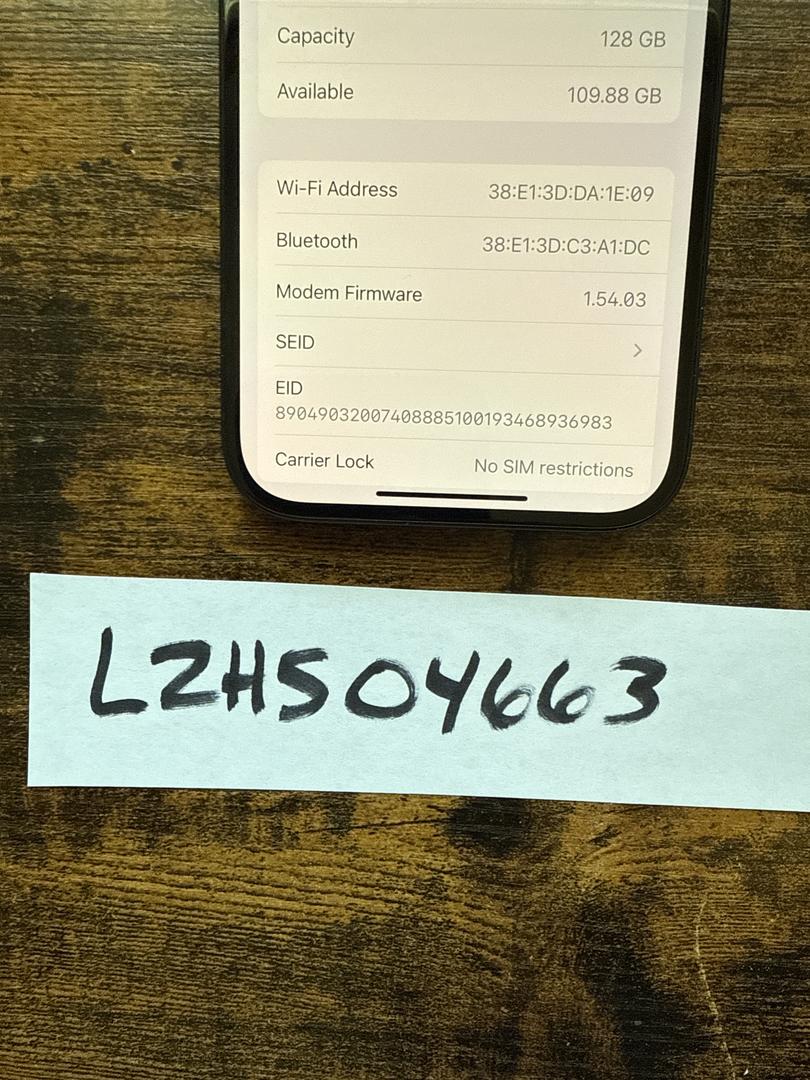 Capacity 128 GB
Available 109.88 GB
Wi-Fi Address 38:E1:3D:DA:1E:09
Bluetooth 38:E1:3D:C3:A1:DC
Modem Firmware 1.54.03
SEID
EID
89049032007408885100193468936983
Carrier Lock No SIM restrictions
LZHS04663